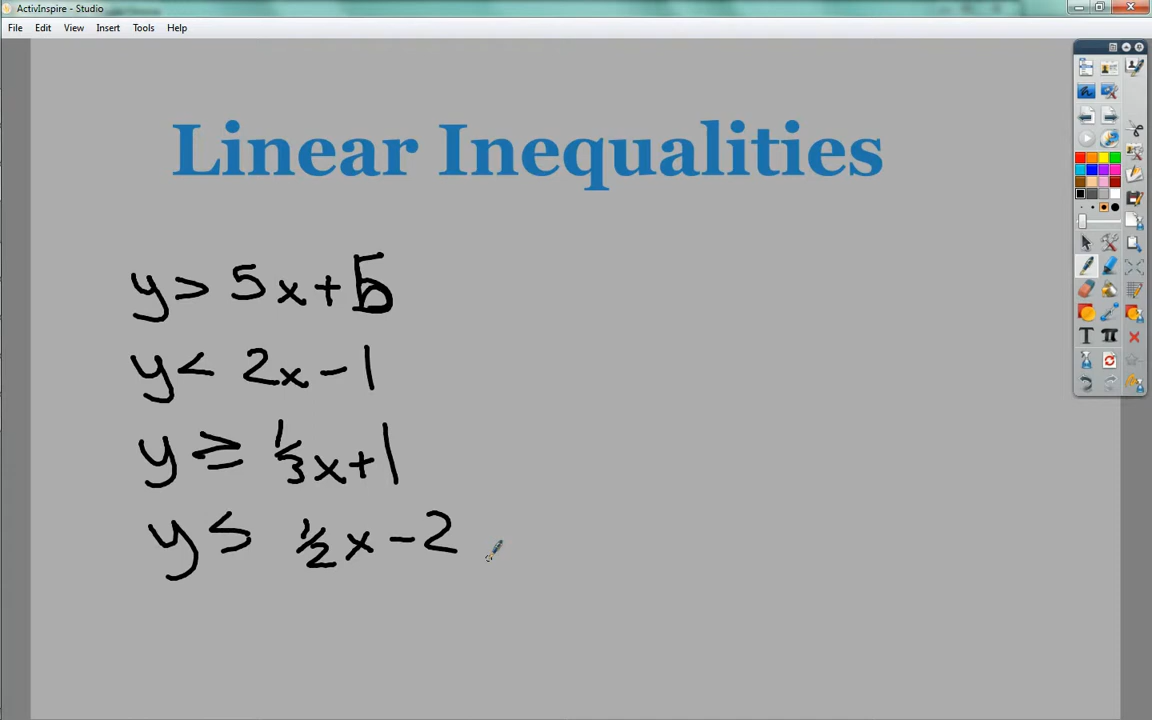 ActivInspire - Studio
File Edit View Insert Tools Help
Linear Inequalities
y > 5x + 5
y < 2x - 1
y ≥ 1/3x + 1
y ≤ 1/2x - 2